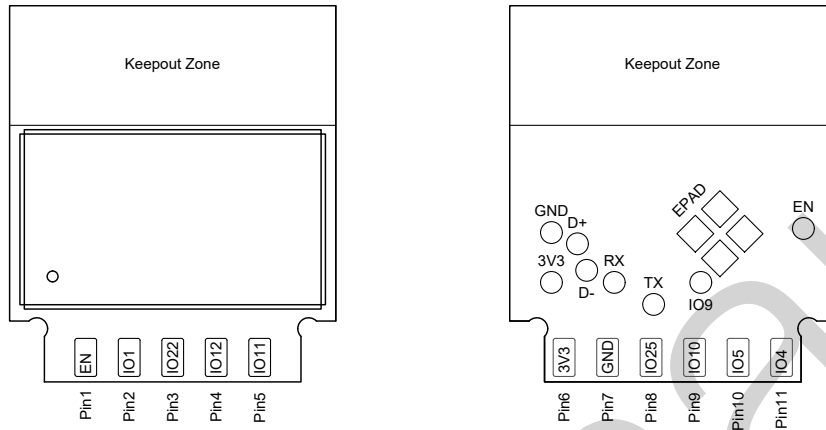 Keepout Zone
Keepout Zone
EPAD
GND
D+
EN
3V3
D-
RX
TX
IO9
EN
IO1
IO22
IO12
IO11
3V3
GND
IO25
IO10
IO5
IO4
Pin1
Pin2
Pin3
Pin4
Pin5
Pin6
Pin7
Pin8
Pin9
Pin10
Pin11